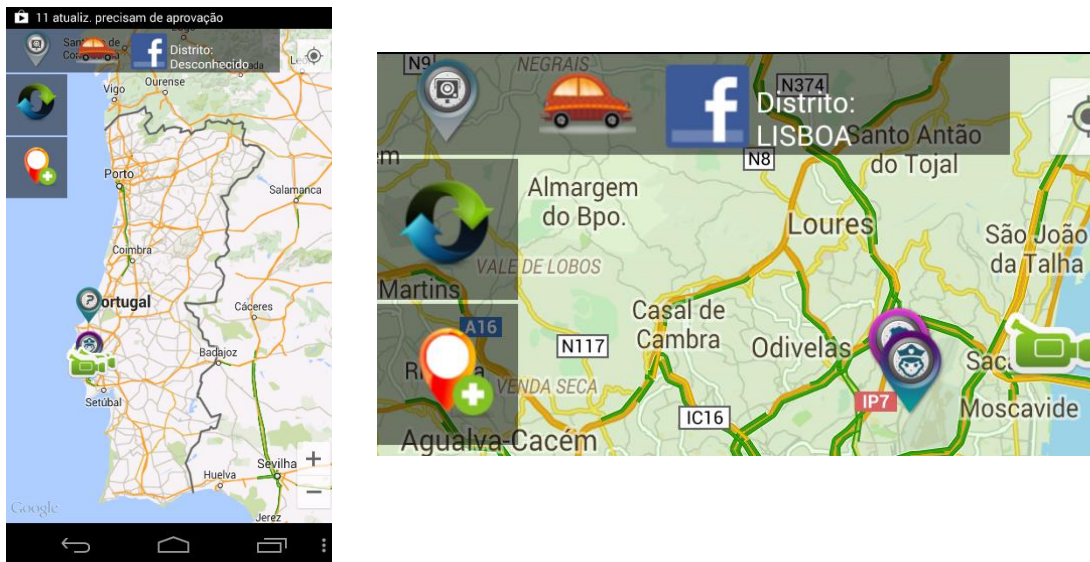 11 atualiz. precisam de aprovação
Distrito:
Desconhecido
Vigo
Ourense
Porto
Salamanca
Coimbra
Portugal
Cáceres
Badajoz
Setúbal
Sevilha
Huelva
Jerez
Google
NEGRAIS
N374
Distrito:
LISBOA
Santo Antão
do Tojal
N8
Almargem
do Bpo.
Loures
São João
da Talha
VALE DE LOBOS
Martins
Casal de
Cambra
A16
N117
Odivelas
VENDA SECA
IP7
IC16
Moscavide
Agualva-Cacém